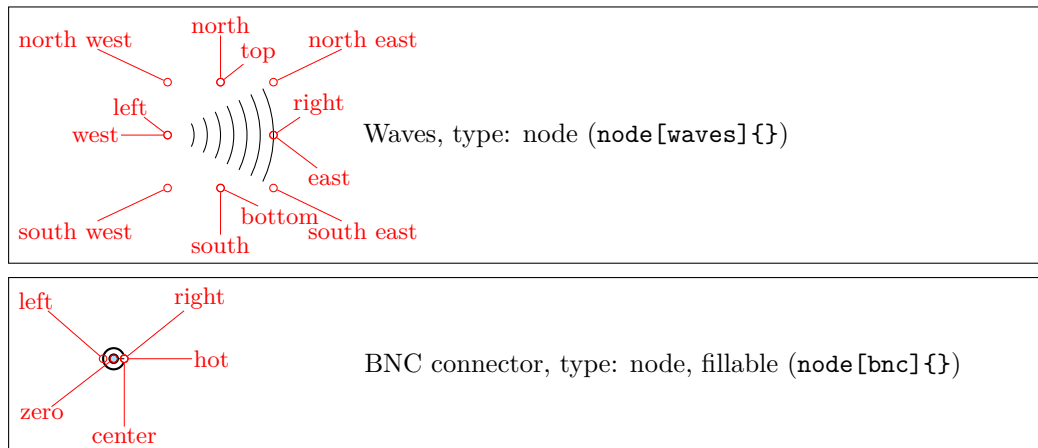 north west
north
north east
top
left
right
west
Waves, type: node (node[waves]{})
east
bottom
south west
south
south east
left
right
BNC connector, type: node, fillable (node[bnc]{})
hot
zero
center